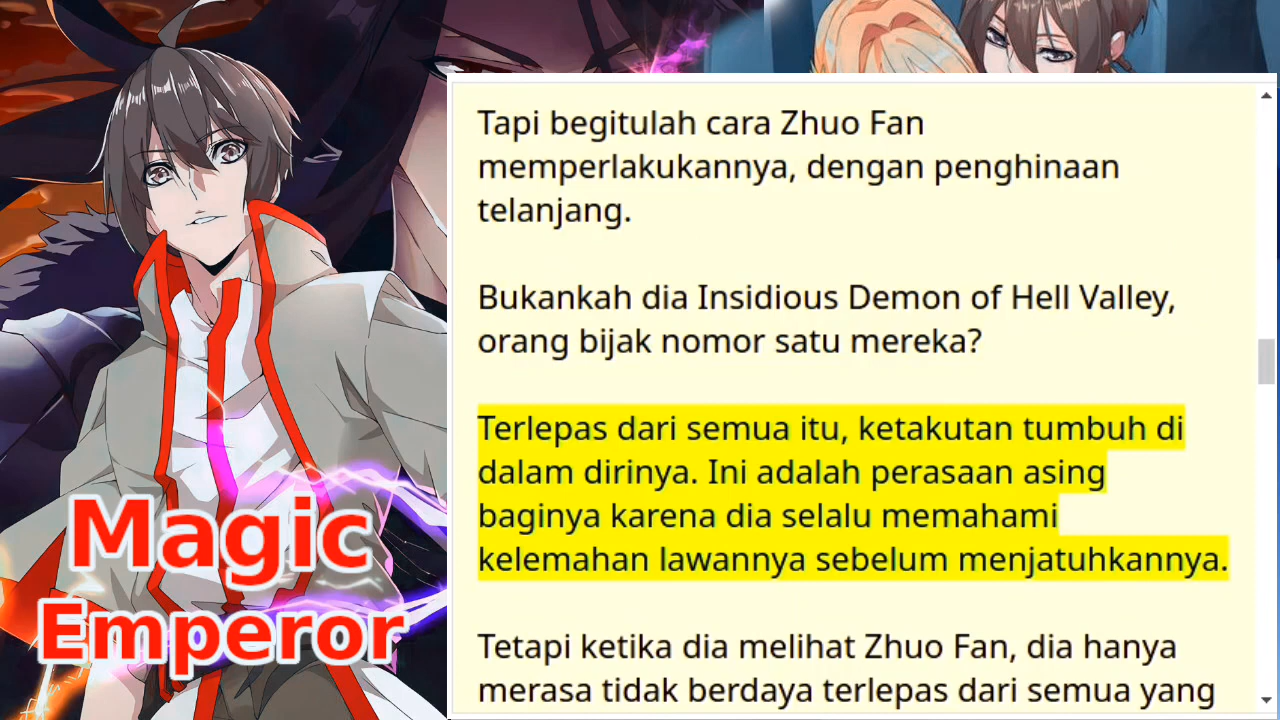 Magic
Emperor
Tapi begitulah cara Zhuo Fan
memperlakukannya, dengan penghinaan
telanjang.
Bukankah dia Insidious Demon of Hell Valley,
orang bijak nomor satu mereka?
Terlepas dari semua itu, ketakutan tumbuh di
dalam dirinya. Ini adalah perasaan asing
baginya karena dia selalu memahami
kelemahan lawannya sebelum menjatuhkannya.
Tetapi ketika dia melihat Zhuo Fan, dia hanya
merasa tidak berdaya terlepas dari semua yang